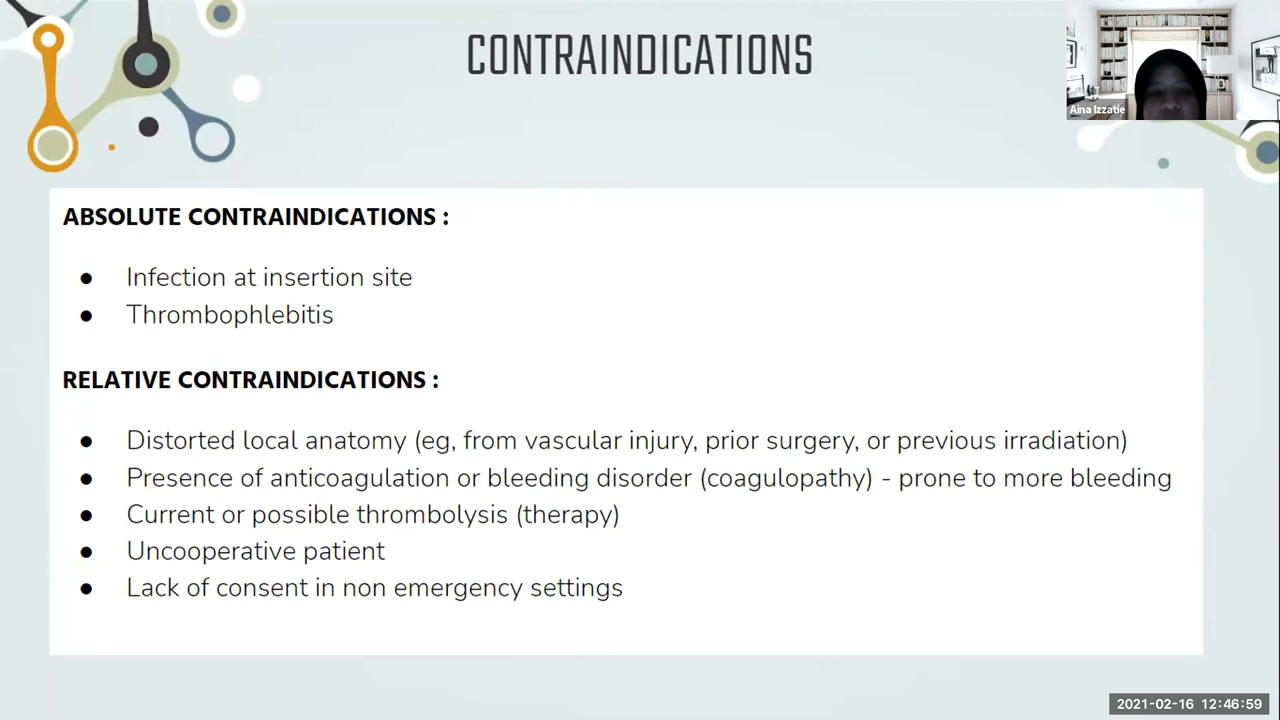 CONTRAINDICATIONS
Aina Izzatie
ABSOLUTE CONTRAINDICATIONS :
● Infection at insertion site
● Thrombophlebitis
RELATIVE CONTRAINDICATIONS :
● Distorted local anatomy (eg, from vascular injury, prior surgery, or previous irradiation)
● Presence of anticoagulation or bleeding disorder (coagulopathy) - prone to more bleeding
● Current or possible thrombolysis (therapy)
● Uncooperative patient
● Lack of consent in non emergency settings
2021-02-16 12:46:59